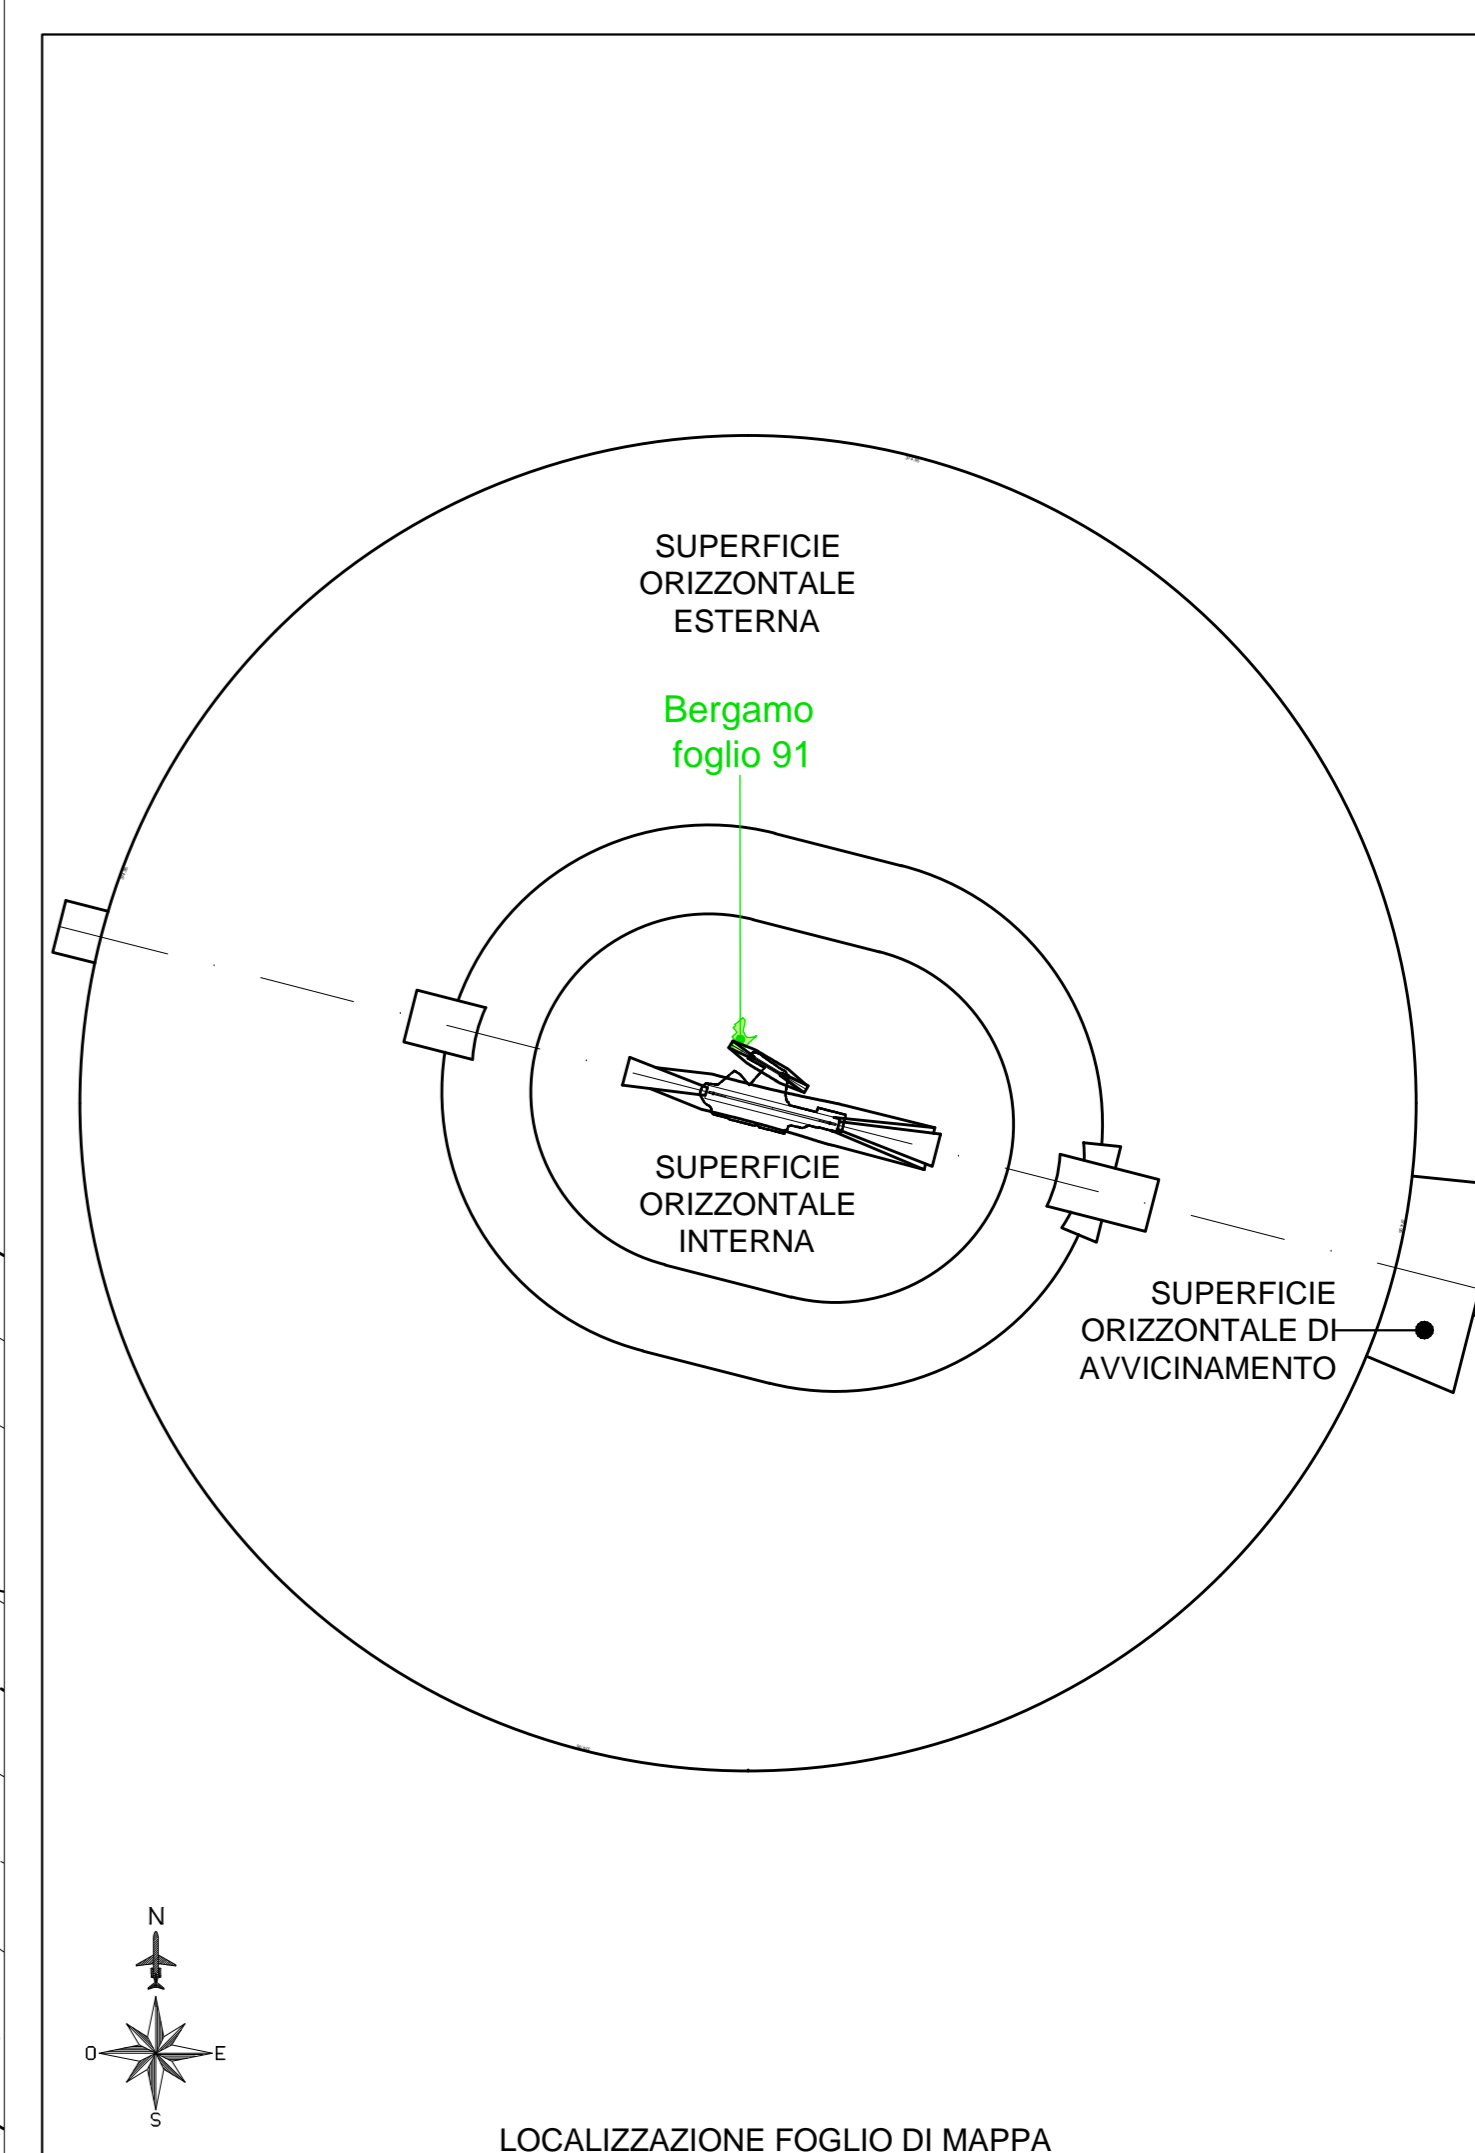 SUPERFICIE
ORIZZONTALE
ESTERNA
Bergamo
foglio 91
SUPERFICIE
ORIZZONTALE
INTERNA
SUPERFICIE
ORIZZONTALE DI
AVVICINAMENTO
N
O
E
S
LOCALIZZAZIONE FOGLIO DI MAPPA